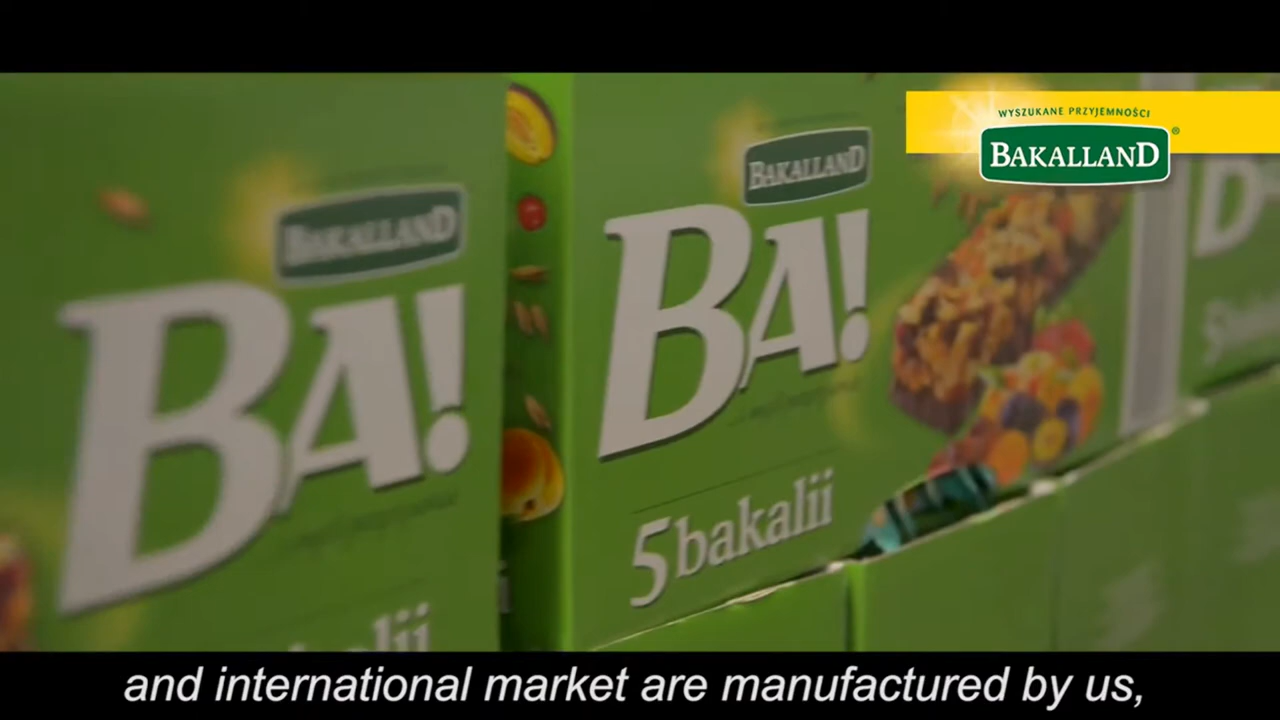 WYSZUKANE PRZYJEMNOŚCI
BAKALLAND®
BAKALLAND
BA!
BAKALLAND
BA!
5 bakalii
and international market are manufactured by us,